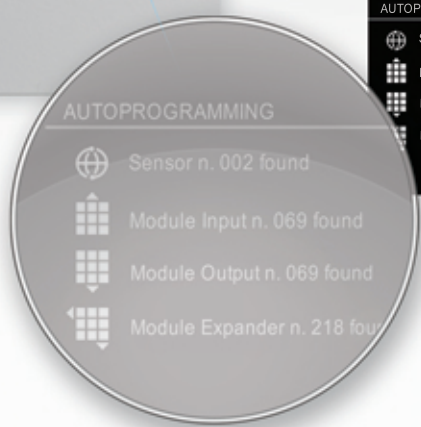 AUTOPROGRAMMING
Sensor n. 002 found
Module Input n. 069 found
Module Output n. 069 found
Module Expander n. 218
AUTOP